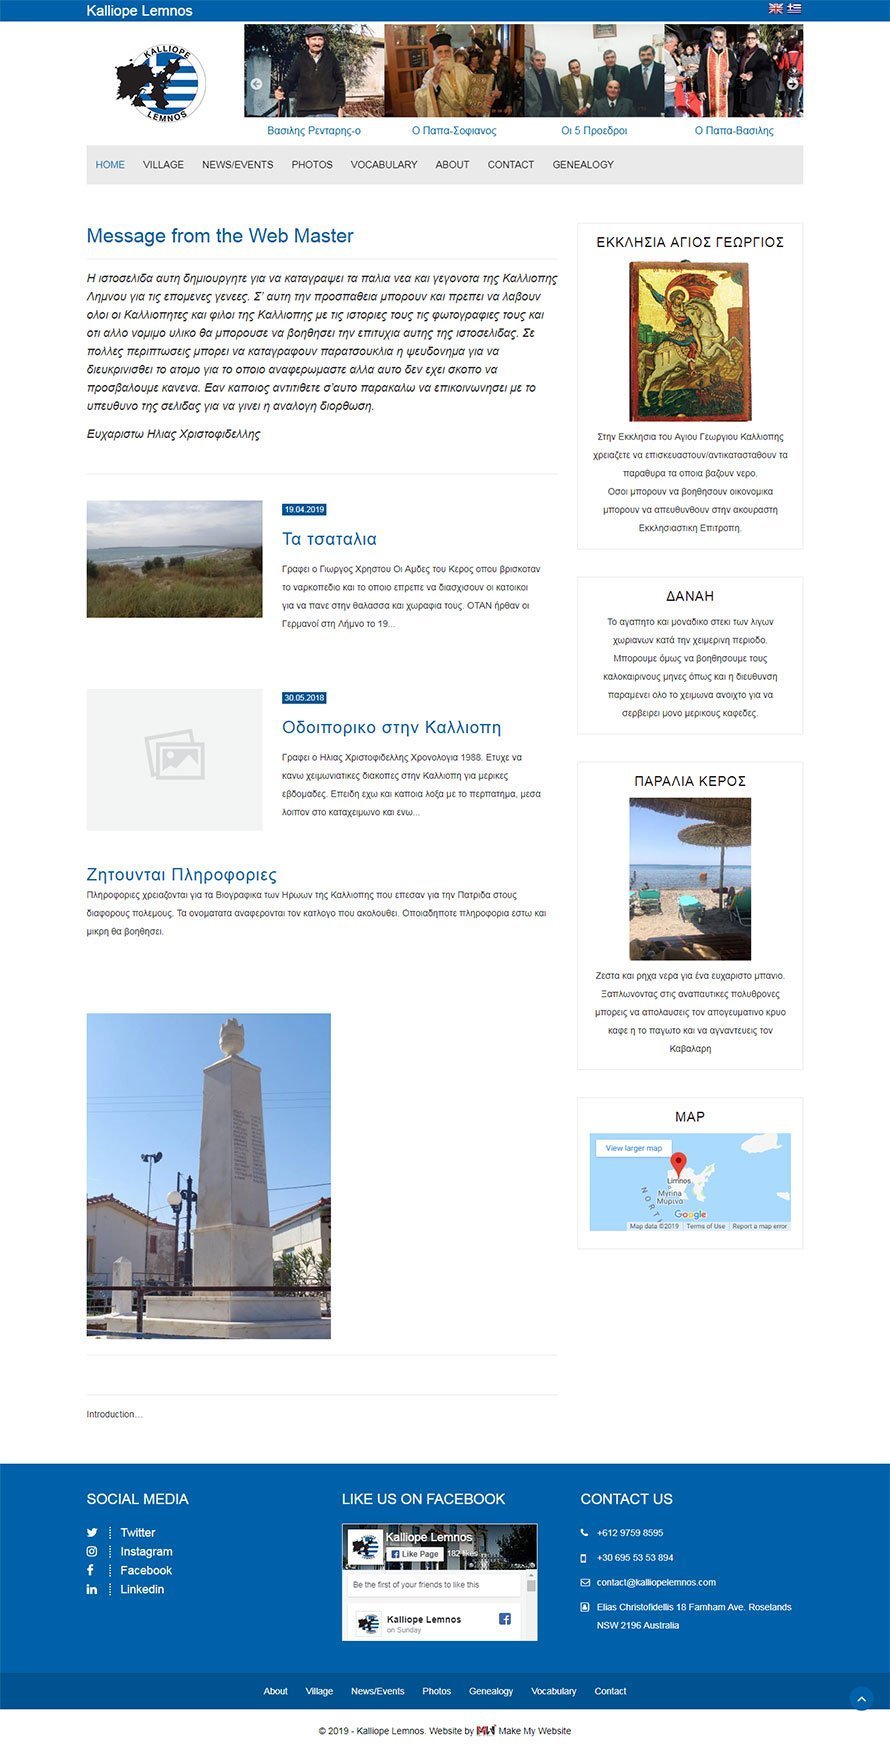 Kalliope Lemnos
KALLIOPE
LEMNOS
Βασιλης Ρενταρης-ο
Ο Παπα-Σοφιανος
Οι 5 Προεδροι
Ο Παπα-Βασιλης
HOME VILLAGE NEWS/EVENTS PHOTOS VOCABULARY ABOUT CONTACT GENEALOGY
Message from the Web Master
Η ιστοσελιδα αυτη δημιουργητε για να καταγραψει τα παλια νεα και γεγονοτα της Καλλιοπης
Λημνου για τις επομενες γενεες. Σ' αυτη την προσπαθεια μπορουν και πρεπει να λαβουν
ολοι οι Καλλιοπητες και φιλοι της Καλλιοπης με τις ιστοριες τους τις φωτογραφιες τους και
οτι αλλο νομιμο υλικο θα μπορουσε να βοηθησει την επιτυχια αυτης της ιστοσελιδας. Σε
πολλες περιπτωσεις μπορει να καταγραφουν παρατσουκλια η ψευδονημα για να
διευκρινισθει το ατομο για το οποιο αναφερωμαστε αλλα αυτο δεν εχει σκοπο να
προσβαλουμε κανενα. Εαν καποιος αντιτιθετε σ'αυτο παρακαλω να επικοινωνησει με το
υπευθυνο της σελιδας για να γινει η αναλογη διορθωση.
Ευχαριστω Ηλιας Χριστοφιδελλης
19.04.2019
Τα τσαταλια
Γραφει ο Γιωργος Χρηστου Οι Αμδες του Κερος οπου βρισκοταν
το ναρκοπεδιο και το οποιο επρεπε να διασχισουν οι κατοικοι
για να πανε στην θαλασσα και χωραφια τους. ΟΤΑΝ ήρθαν οι
Γερμανοί στη Λήμνο το 19...
30.05.2018
Οδοιπορικο στην Καλλιοπη
Γραφει ο Ηλιας Χριστοφιδελλης Χρονολογια 1988. Ετυχε να
κανω χειμωνιατικες διακοπες στην Καλλιοπη για μερικες
εβδομαδες. Επειδη εχω και καποια λοξα με το περπατημα, μεσα
λοιπον στο καταχειμωνο και ενω...
Ζητουνται Πληροφοριες
Πληροφοριες χρειαζονται για τα Βιογραφικα των Ηρωων της Καλλιοπης που επεσαν για την Πατριδα στους
διαφορους πολεμους. Τα ονοματατα αναφερονται τον κατλογο που ακολουθει. Οποιαδηποτε πληροφορια εστω και
μικρη θα βοηθησει.
Introduction...
ΕΚΚΛΗΣΙΑ ΑΓΙΟΣ ΓΕΩΡΓΙΟΣ
Στην Εκκλησια του Αγιου Γεωργιου Καλλιοπης
χρειαζετε να επισκευαστουν/αντικατασταθουν τα
παραθυρα τα οποια βαζουν νερο.
Οσοι μπορουν να βοηθησουν οικονομικα
μπορουν να απευθυνθουν στην ακουραστη
Εκκλησιαστικη Επιτροπη.
ΔΑΝΑΗ
Το αγαπητο και μοναδικο στεκι των λιγων
χωριανων κατά την χειμερινη περιοδο.
Μπορουμε όμως να βοηθησουμε τους
καλοκαιρινους μηνες όπως και η διευθυνση
παραμενει ολο το χειμωνα ανοιχτο για να
σερβειρει μονο μερικους καφεδες.
ΠΑΡΑΛΙΑ ΚΕΡΟΣ
Ζεστα και ρηχα νερα για ένα ευχαριστο μπανιο.
Ξαπλωνοντας στις αναπαυτικες πολυθρονες
μπορεις να απολαυσεις τον απογευματινο κρυο
καφε η το παγωτο και να αγναντευεις τον
Καβαλαρη
MAP
View larger map
Limnos
Myrina
Μύρινα
NORT
Google
Map data ©2019 Terms of Use Report a map error
SOCIAL MEDIA
Twitter
Instagram
Facebook
Linkedin
LIKE US ON FACEBOOK
Kalliope Lemnos
Like Page 182 likes
Be the first of your friends to like this
Kalliope Lemnos
on Sunday
CONTACT US
+612 9759 8595
+30 695 53 53 894
contact@kalliopelemnos.com
Elias Christofidellis 18 Farnham Ave. Roselands
NSW 2196 Australia
About Village News/Events Photos Genealogy Vocabulary Contact
© 2019 - Kalliope Lemnos. Website by MW Make My Website